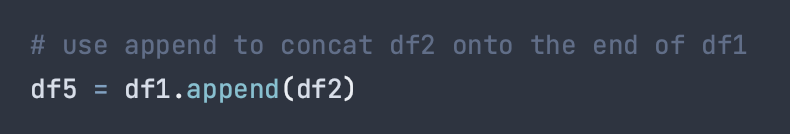 # use append to concat df2 onto the end of df1
df5 = df1.append(df2)